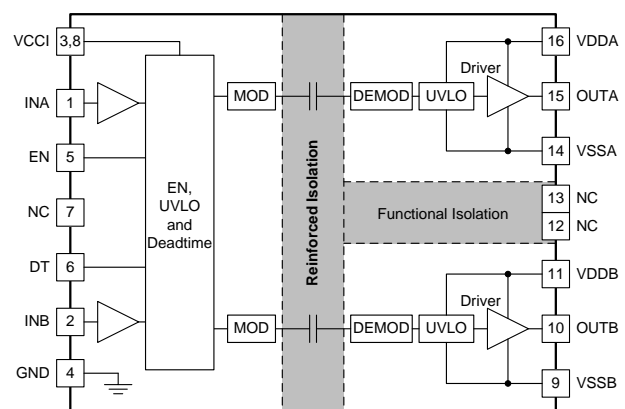 VCCI 3,8
16 VDDA
Driver
MOD
DEMOD
UVLO
INA 1
15 OUTA
EN 5
14 VSSA
EN,
UVLO
and
Deadtime
Reinforced Isolation
Functional Isolation
13 NC
NC 7
12 NC
DT 6
11 VDDB
Driver
INB 2
MOD
DEMOD
UVLO
10 OUTB
GND 4
9 VSSB